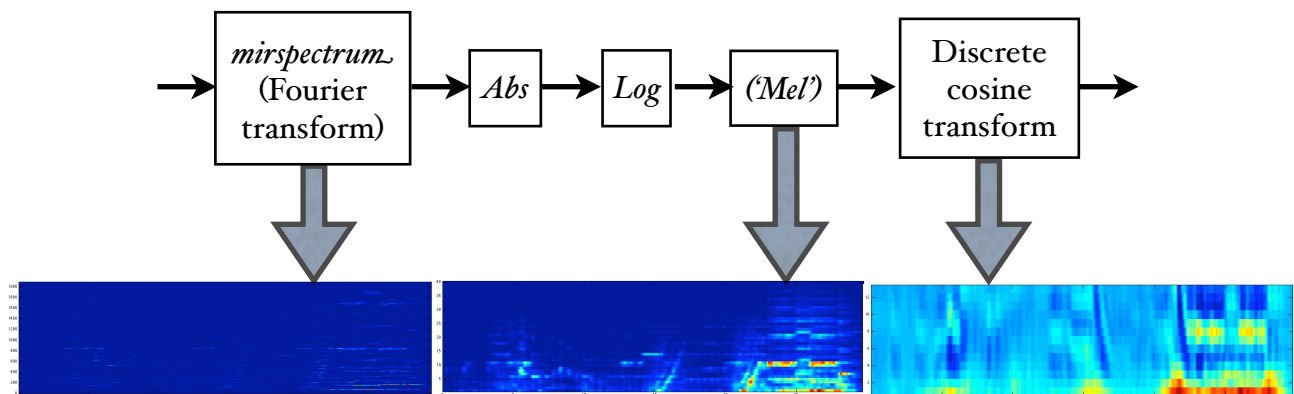 mirspectrum
(Fourier
transform)
Abs
Log
(‘Mel’)
Discrete
cosine
transform